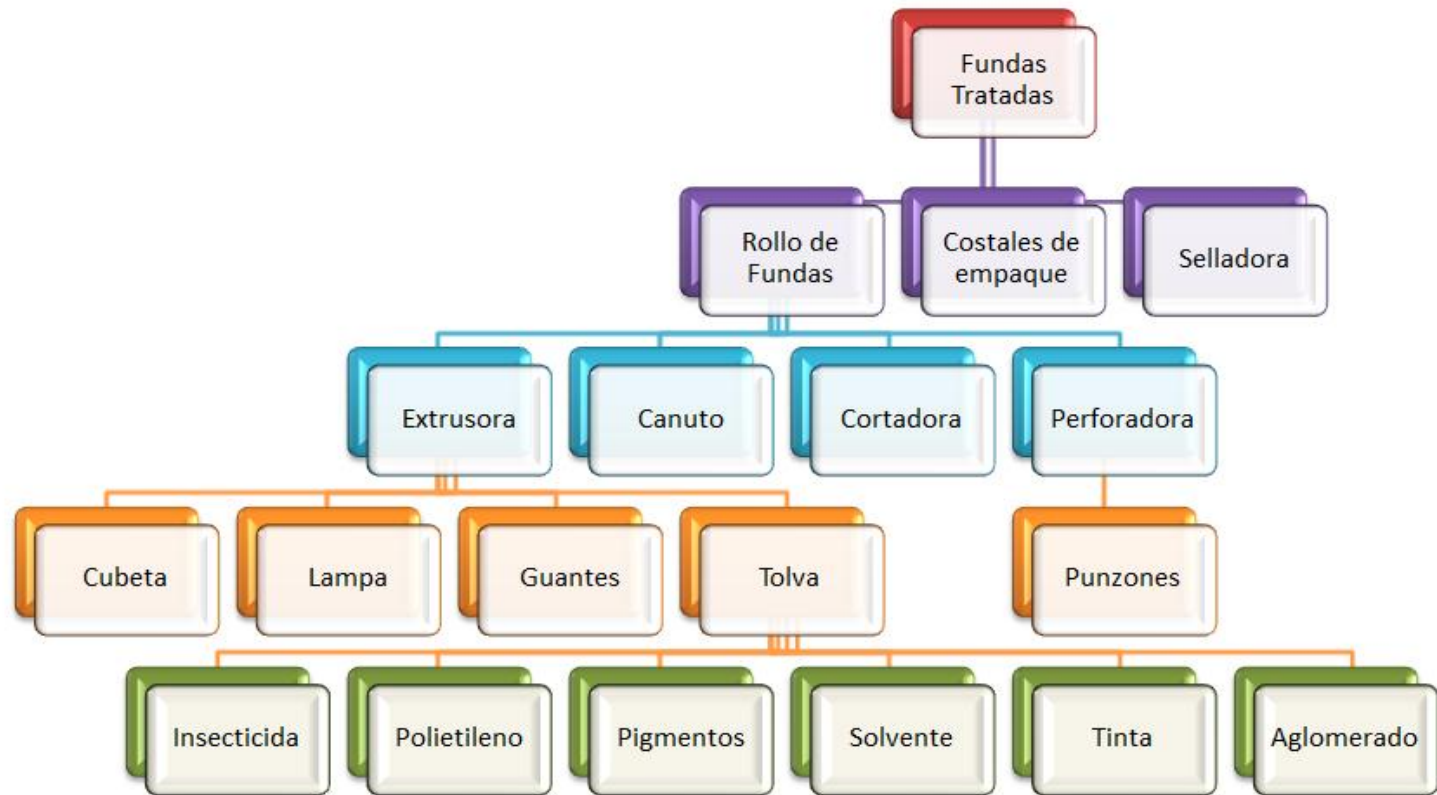 Fundas
Tratadas
Rollo de
Fundas
Costales de
empaque
Selladora
Extrusora
Canuto
Cortadora
Perforadora
Cubeta
Lampa
Guantes
Tolva
Punzones
Insecticida
Polietileno
Pigmentos
Solvente
Tinta
Aglomerado